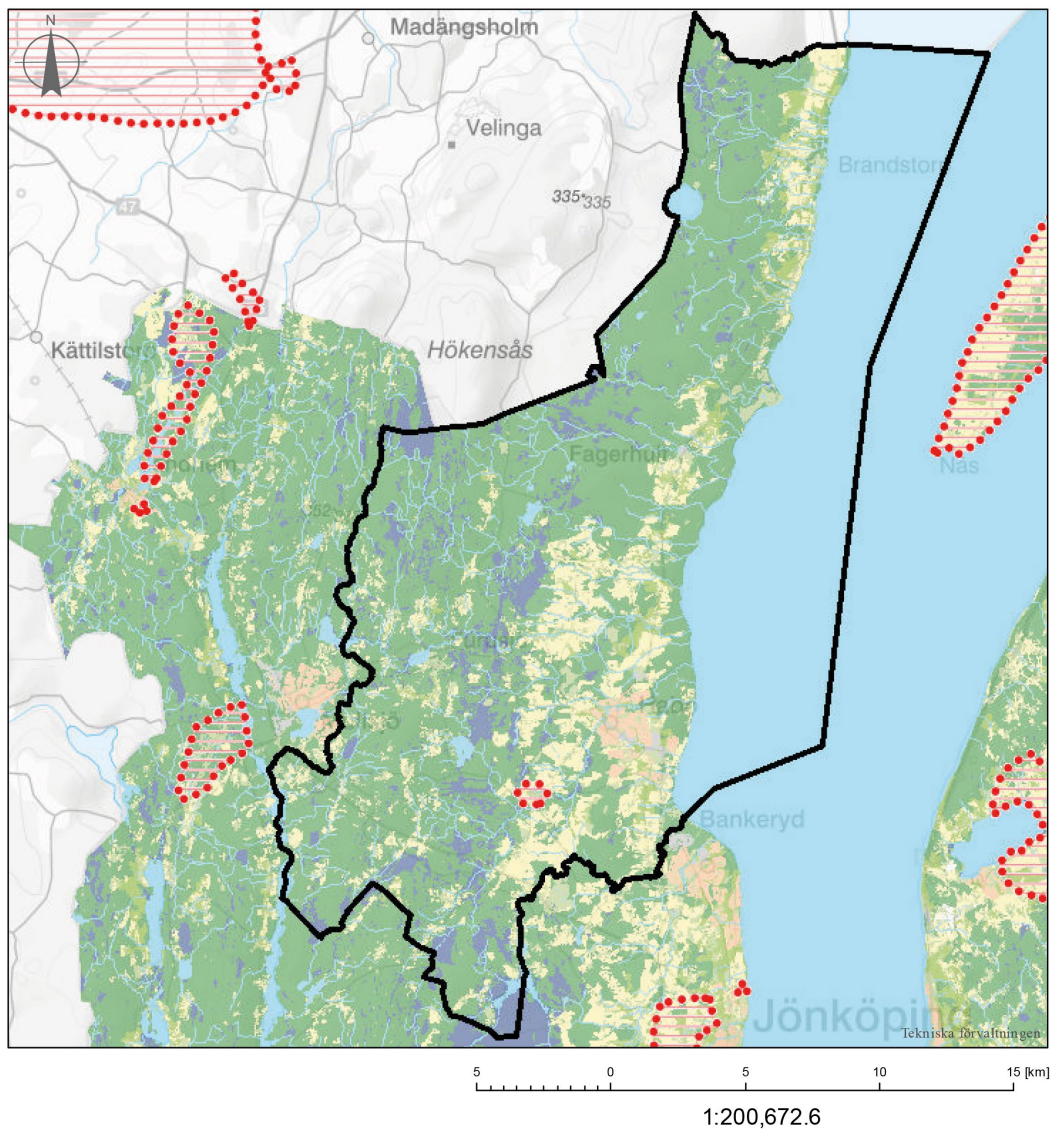 N
Madängsholm
Velinga
335
335
Brandstorp
47
Kättilstorp
Hökensås
Fagerhult
Nas
Bankeryd
Jönköping
Tekniska förvaltningen
5 0 5 10 15 [km]
1:200,672.6